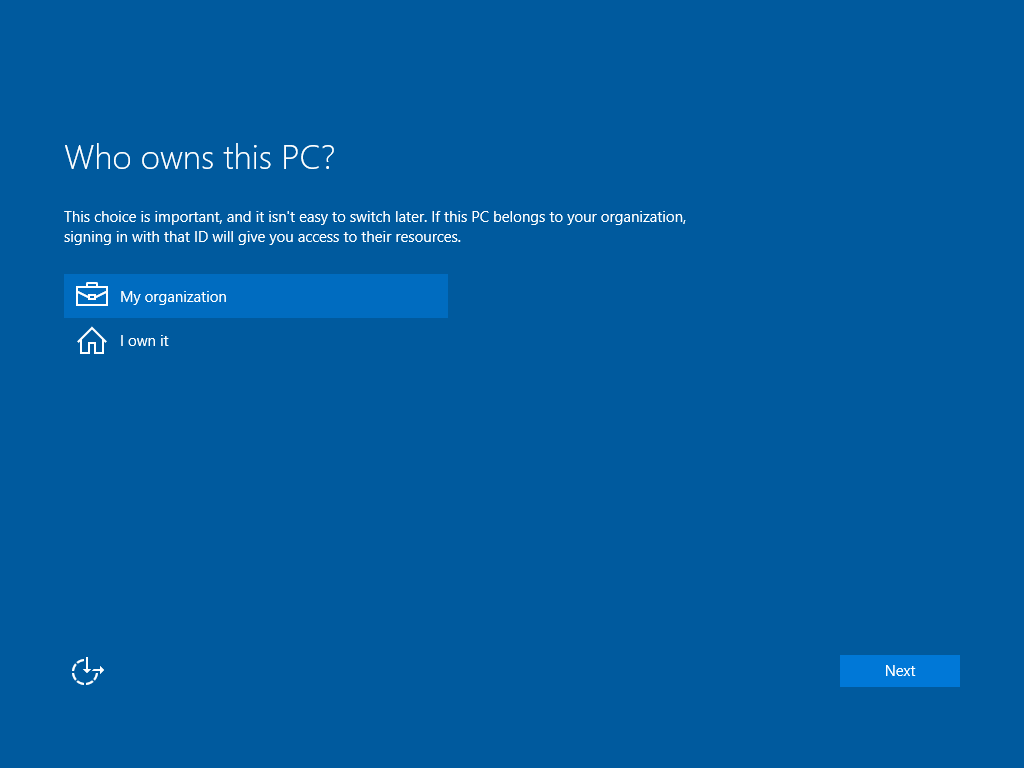 Who owns this PC?
This choice is important, and it isn't easy to switch later. If this PC belongs to your organization,
signing in with that ID will give you access to their resources.
My organization
I own it
Next